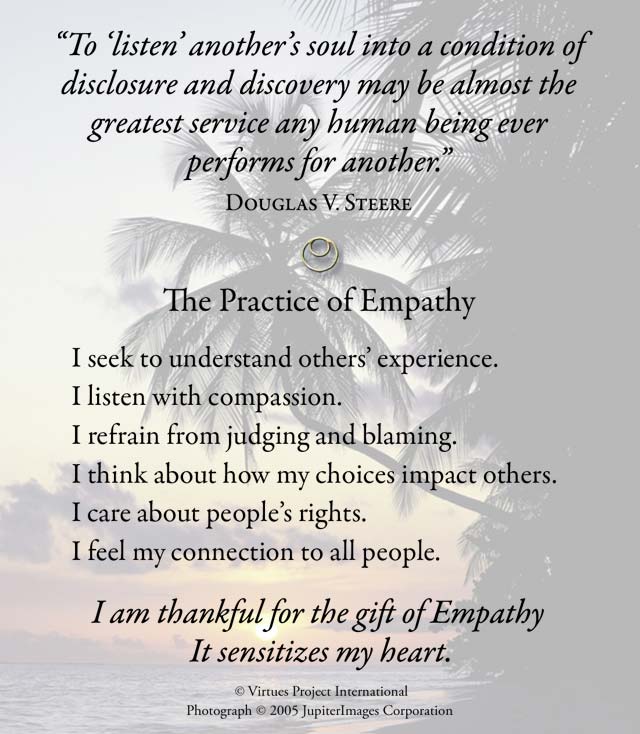 “To ‘listen’ another’s soul into a condition of
disclosure and discovery may be almost the
greatest service any human being ever
performs for another.”
Douglas V. Steere
The Practice of Empathy
I seek to understand others’ experience.
I listen with compassion.
I refrain from judging and blaming.
I think about how my choices impact others.
I care about people’s rights.
I feel my connection to all people.
I am thankful for the gift of Empathy
It sensitizes my heart.
© Virtues Project International
Photograph © 2005 JupiterImages Corporation